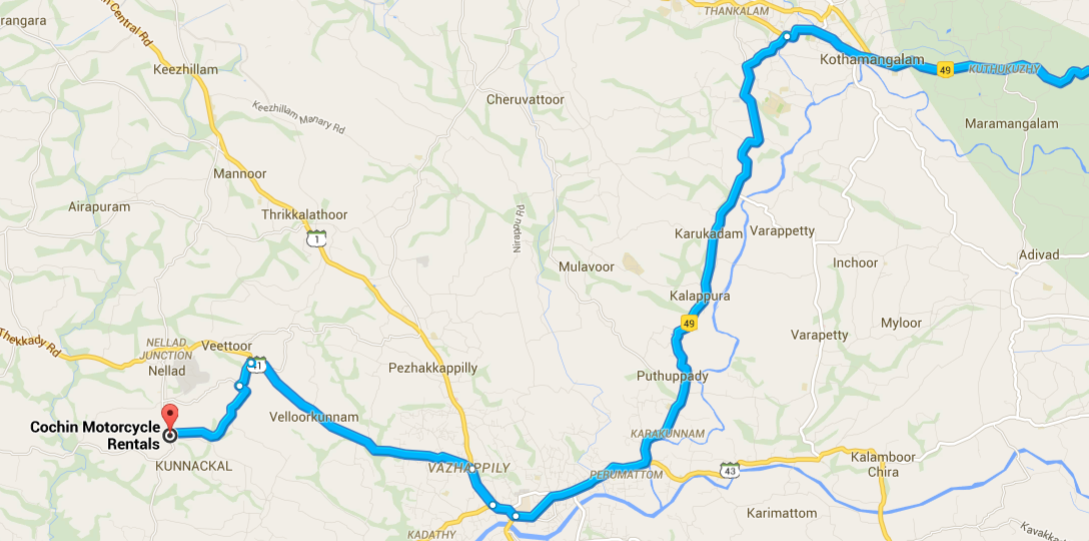 rangara
n Central Rd
THANKALAM
Kothamangalam
49
KUTHUKUZHY
Keezhillam
Cheruvattoor
Keezhillam Manary Rd
Maramangalam
Mannoor
Airapuram
Thrikkalathoor
1
Nirappu Rd
Karukadam
Varappetty
Mulavoor
Inchoor
Adivad
Kalappura
49
Myloor
Varapetty
Thekkady Rd
NELLAD
JUNCTION
Nellad
Veettoor
41
Pezhakkappilly
Puthuppady
Velloorkunnam
Cochin Motorcycle
Rentals
KARAKUNNAM
KUNNACKAL
VAZHAPPILY
PERUMATTOM
43
Kalamboor
Chira
Karimattom
KADATHY
Kavakka